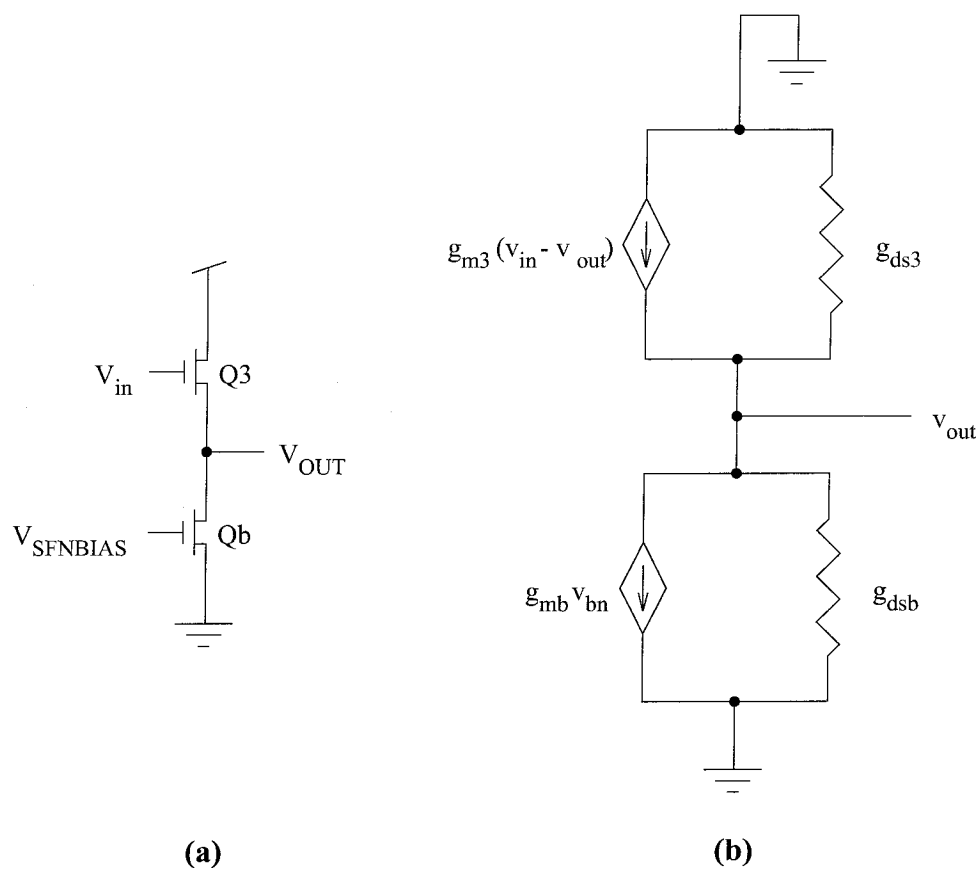 V_in
Q3
V_OUT
V_SFNBIAS
Qb
(a)
g_m3 (v_in - v_out)
g_ds3
v_out
g_mb v_bn
g_dsb
(b)